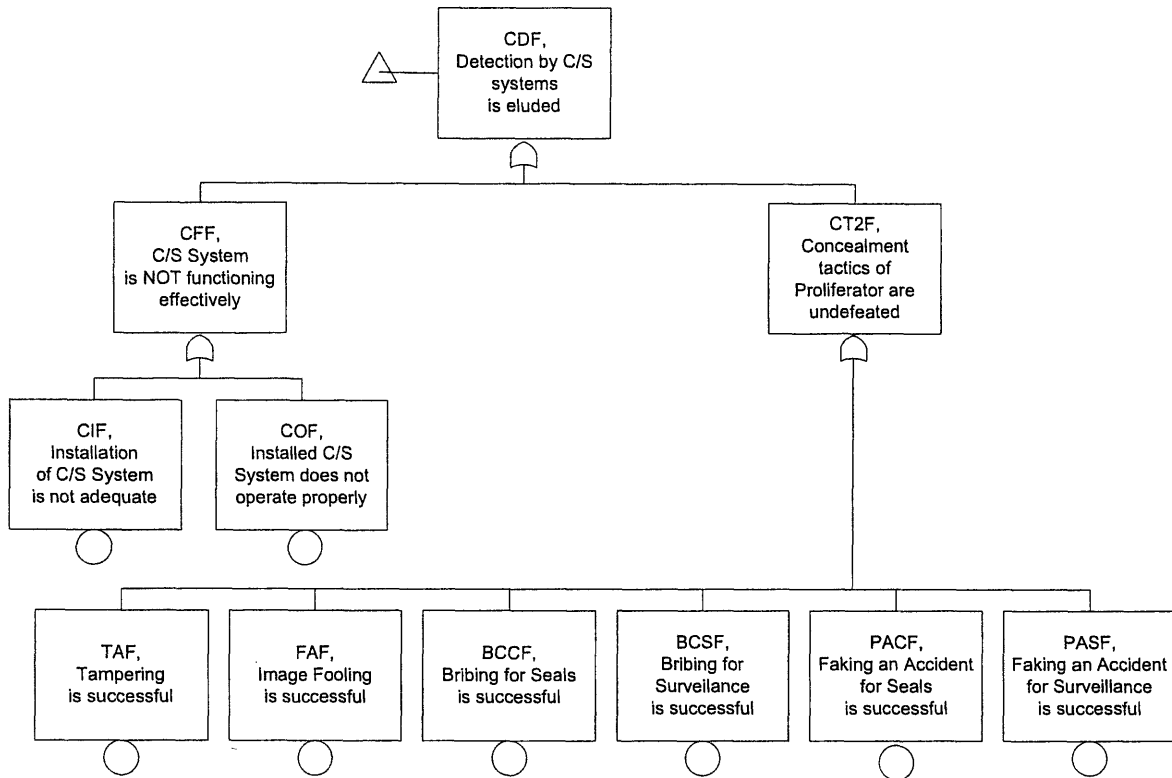 CDF,
Detection by C/S
systems
is eluded
CFF,
C/S System
is NOT functioning
effectively
CT2F,
Concealment
tactics of
Proliferator are
undefeated
CIF,
Installation
of C/S System
is not adequate
COF,
Installed C/S
System does not
operate properly
TAF,
Tampering
is successful
FAF,
Image Fooling
is successful
BCCF,
Bribing for Seals
is successful
BCSF,
Bribing for
Surveilance
is successful
PACF,
Faking an Accident
for Seals
is successful
PASF,
Faking an Accident
for Surveillance
is successful